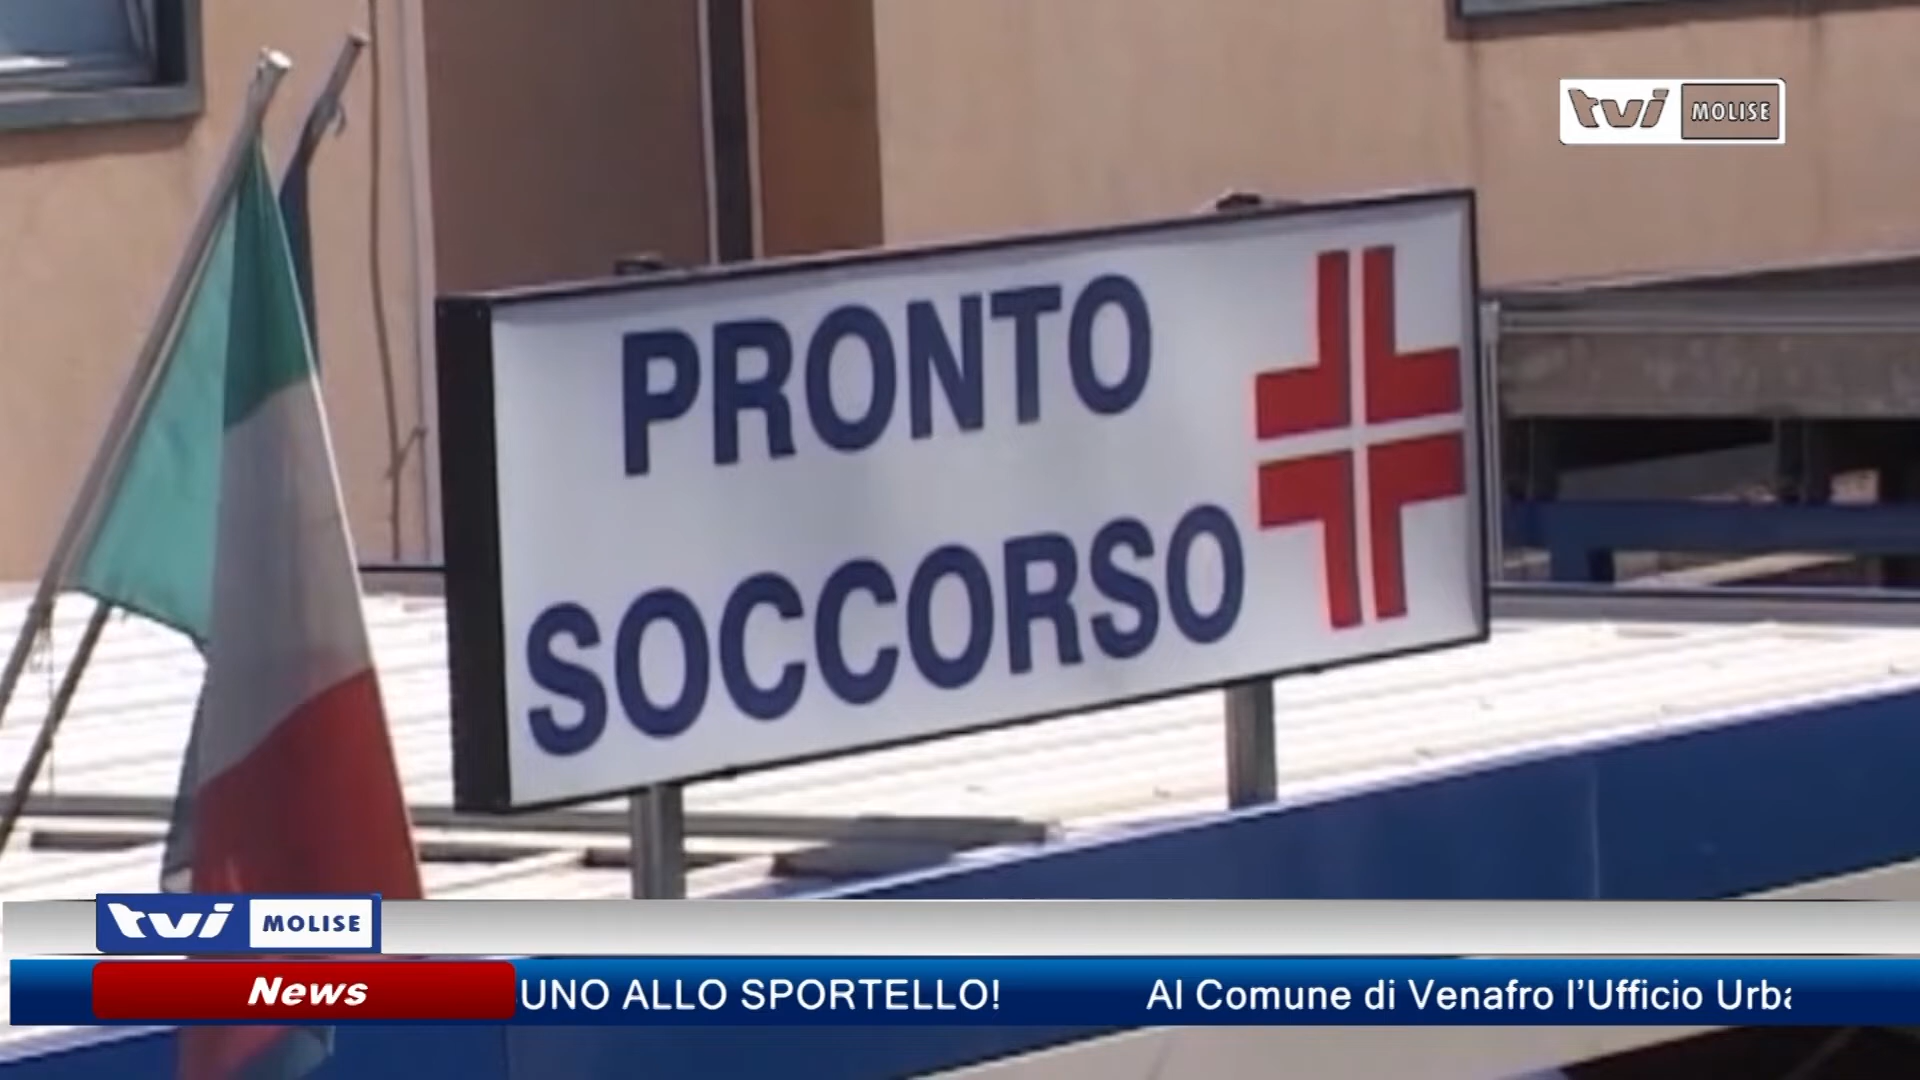 tvi MOLISE
PRONTO
SOCCORSO
tvi MOLISE
News
UNO ALLO SPORTELLO! Al Comune di Venafro l'Ufficio